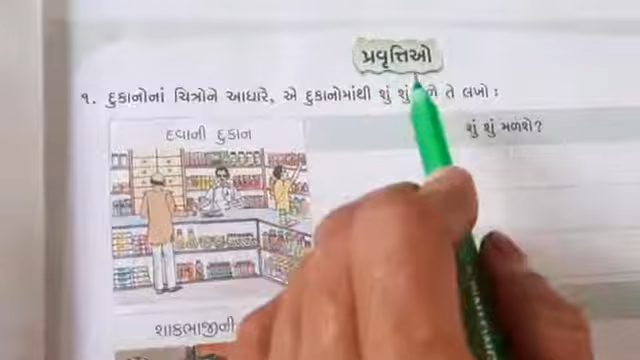 પ્રવૃત્તિઓ
૧. દુકાનોનાં ચિત્રોને આધારે, એ દુકાનોમાંથી શું શું તે લખો :
દવાની દુકાન
શું શું મળશે?
શાકભાજીની